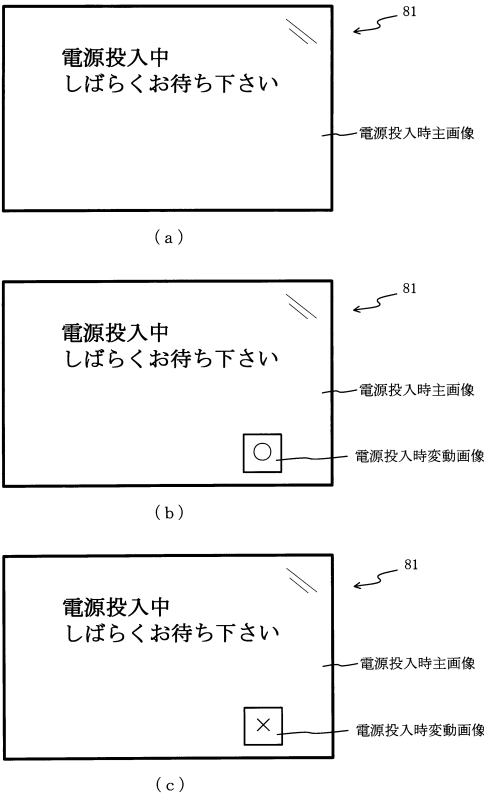 81
電源投入中
しばらくお待ち下さい
電源投入時主画像
(a)
81
電源投入中
しばらくお待ち下さい
電源投入時主画像
○
電源投入時変動画像
(b)
81
電源投入中
しばらくお待ち下さい
電源投入時主画像
×
電源投入時変動画像
(c)